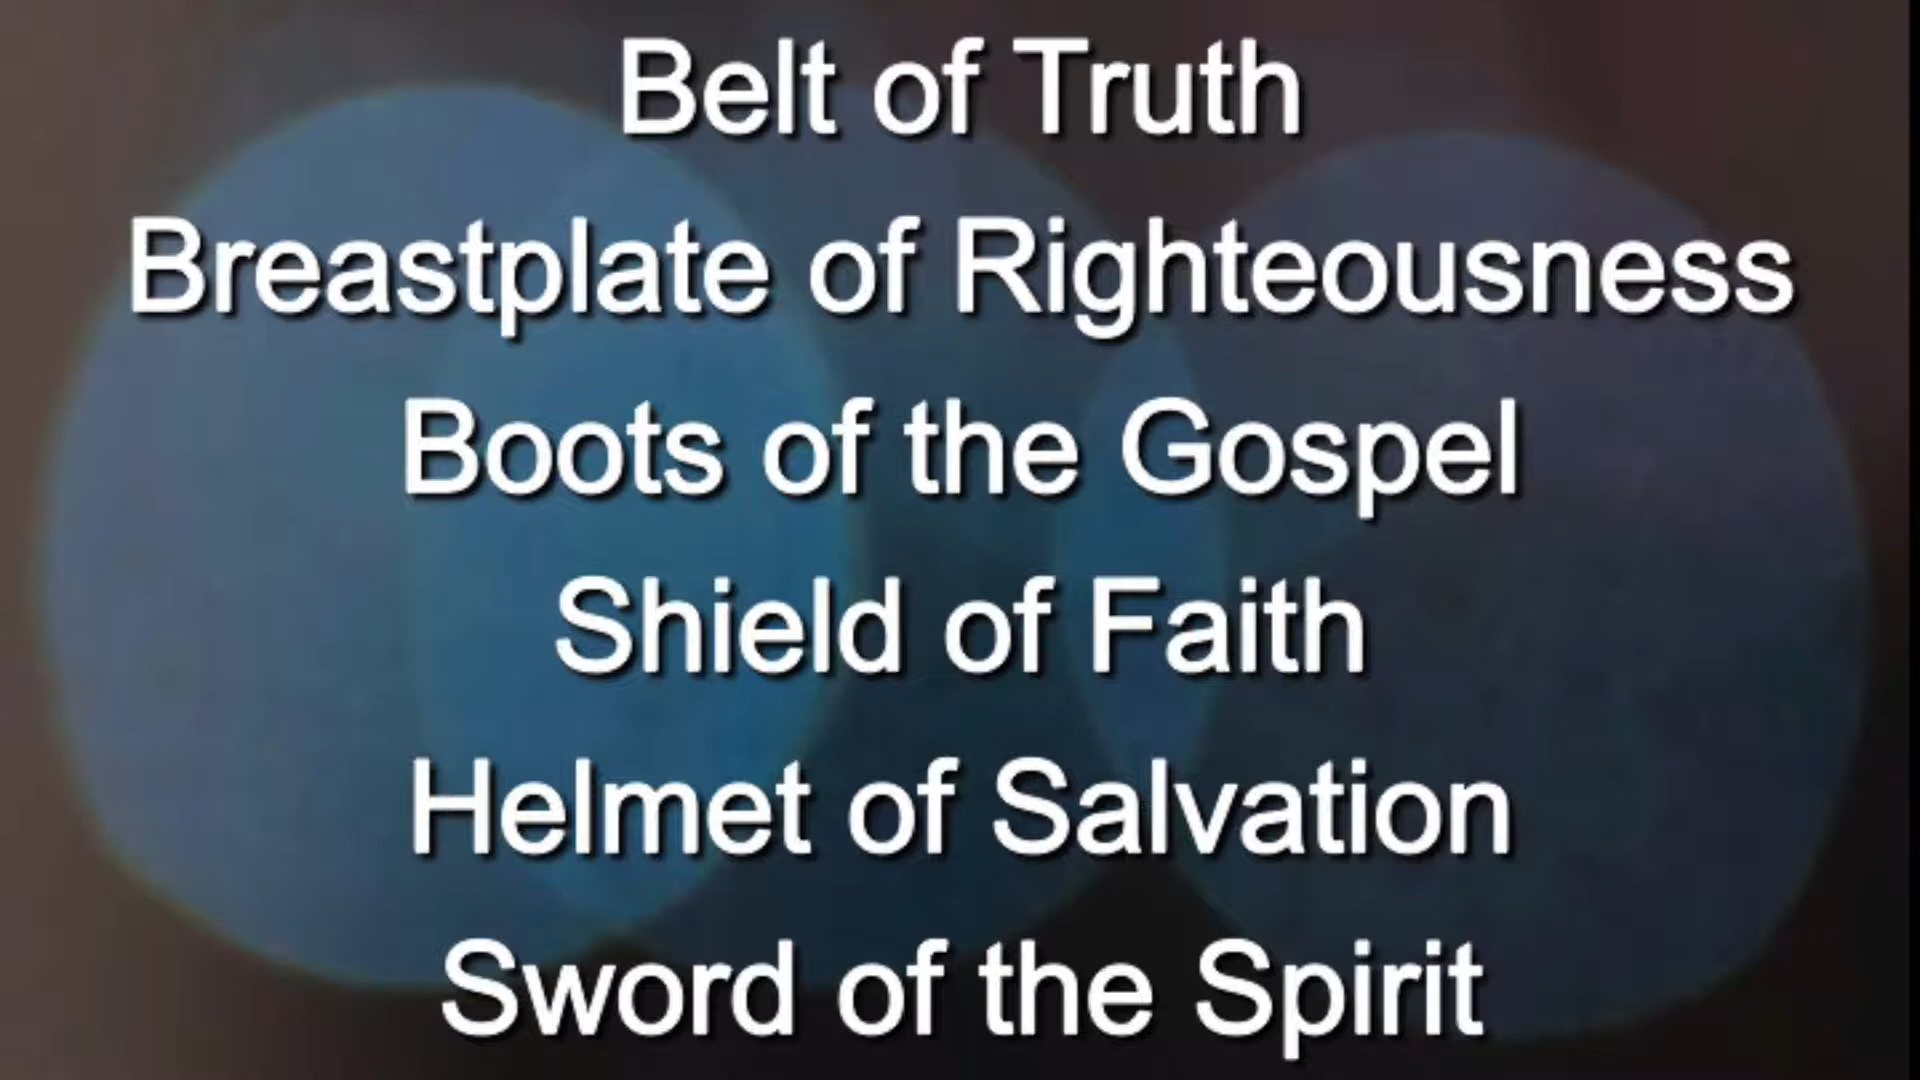 Belt of Truth
Breastplate of Righteousness
Boots of the Gospel
Shield of Faith
Helmet of Salvation
Sword of the Spirit